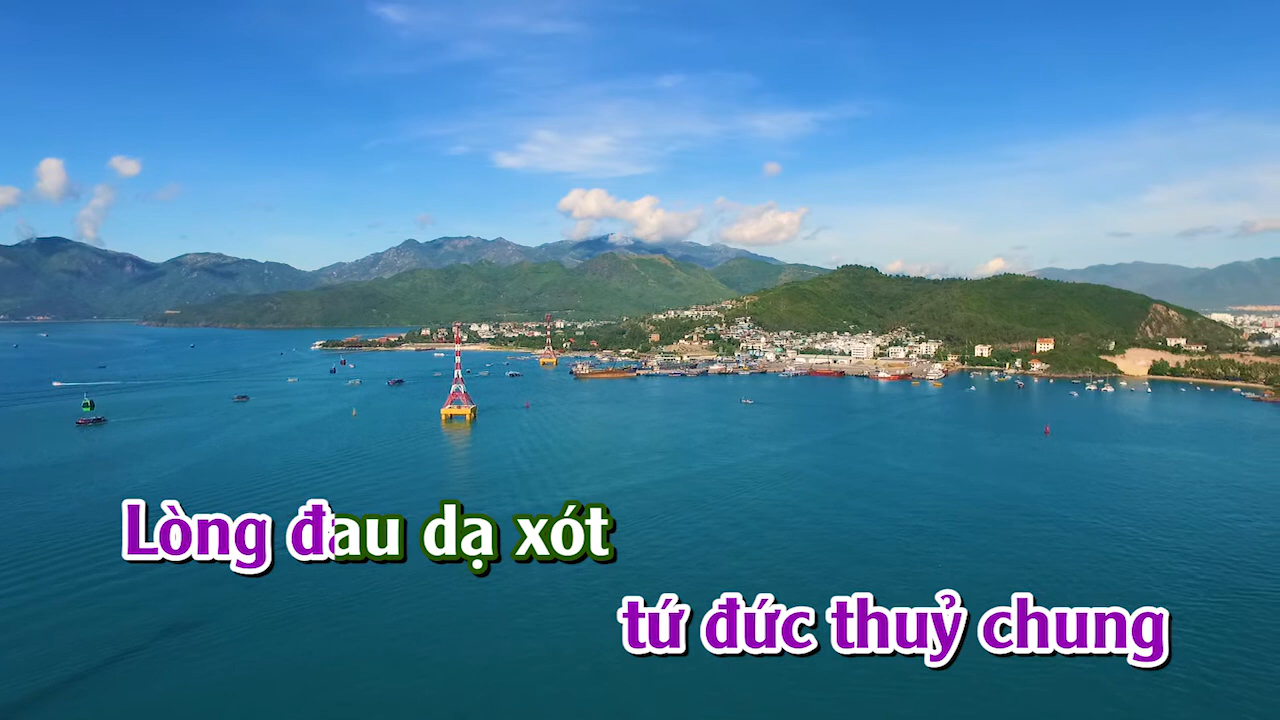 Lòng đau dạ xót
tứ đức thuỷ chung